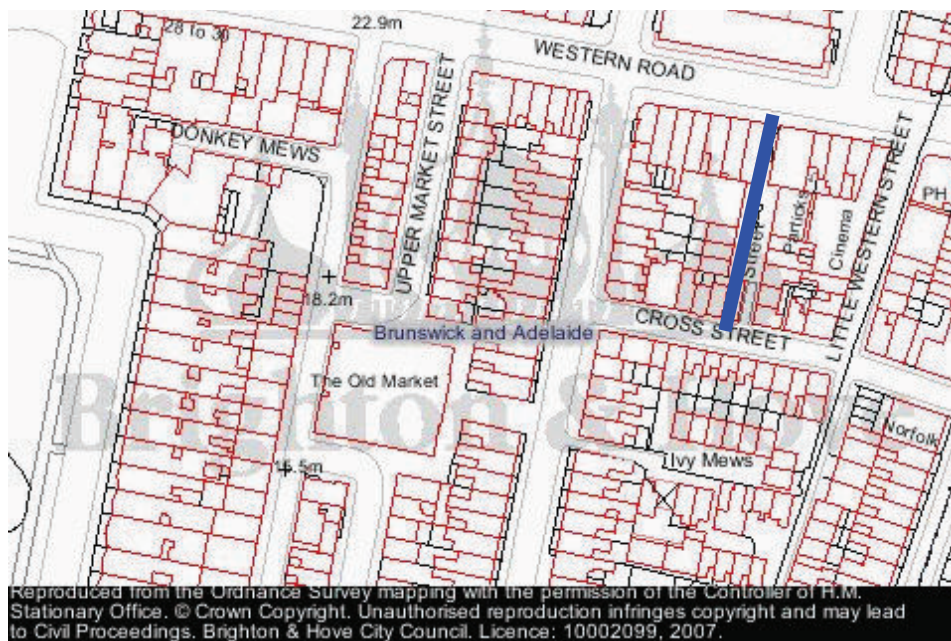 28 to 30
22.9m
WESTERN ROAD
DONKEY MEWS
UPPER MARKET STREET
LITTLE WESTERN STREET
PH
Street
Cinema
18.2m
CROSS STREET
Brunswick and Adelaide
The Old Market
Brighton & Hove
Norfolk
Ivy Mews
15.5m
Reproduced from the Ordnance Survey mapping with the permission of the Controller of H.M.
Stationary Office. © Crown Copyright. Unauthorised reproduction infringes copyright and may lead
to Civil Proceedings. Brighton & Hove City Council. Licence: 10002099, 2007.